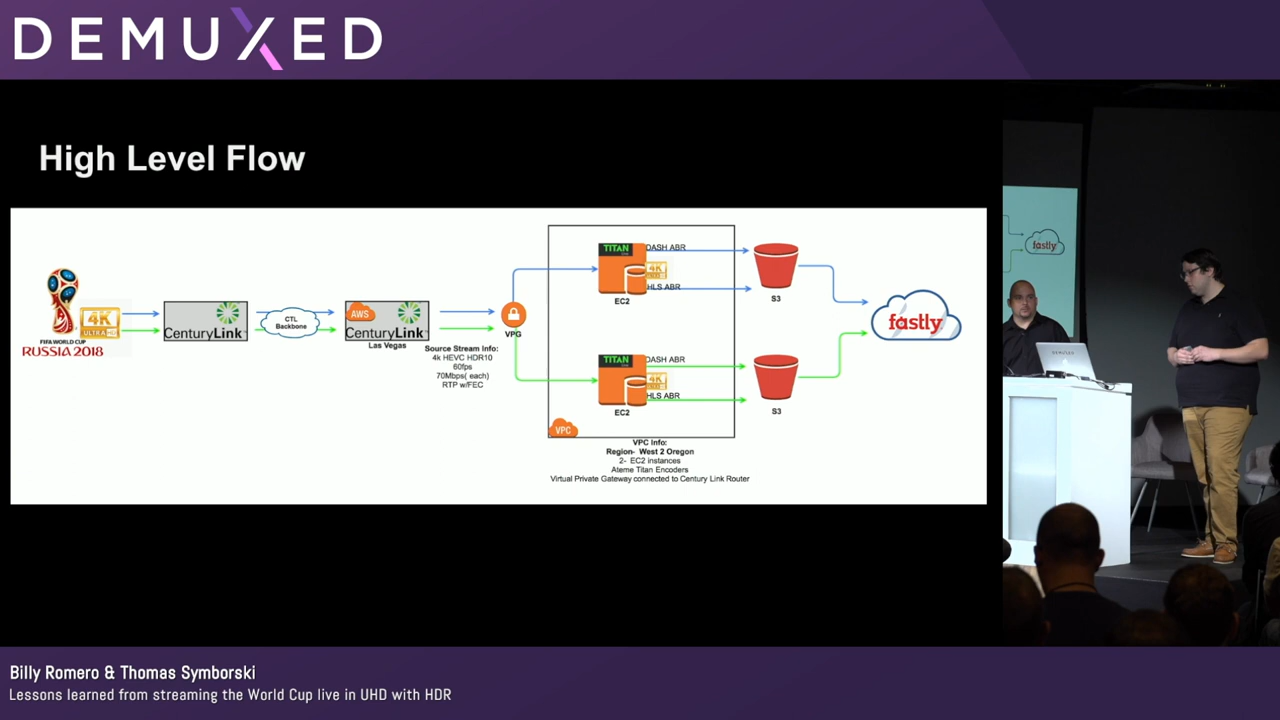 DEMUXED
High Level Flow
4K
ULTRA HD
FIFA WORLD CUP
RUSSIA 2018
CenturyLink
CTL
Backbone
AWS
CenturyLink
Las Vegas
Source Stream Info:
4k HEVC HDR10
60fps
70Mbps( each)
RTP w/FEC
VPG
TITAN
DASH ABR
4K
HLS ABR
EC2
S3
TITAN
DASH ABR
4K
HLS ABR
EC2
S3
VPC
VPC Info:
Region- West 2 Oregon
2- EC2 instances
Ateme Titan Encoders
Virtual Private Gateway connected to Century Link Router
fastly
fastly
DEMUXED
Billy Romero & Thomas Symborski
Lessons learned from streaming the World Cup live in UHD with HDR